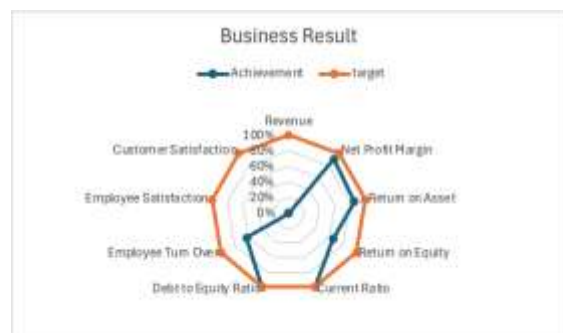 Business Result
Achievement target
Revenue
100%
80%
60%
40%
20%
0%
Net Profit Margin
Return on Asset
Return on Equity
Current Ratio
Debt to Equity Ratio
Employee Turn Over
Employee Satisfaction
Customer Satisfaction